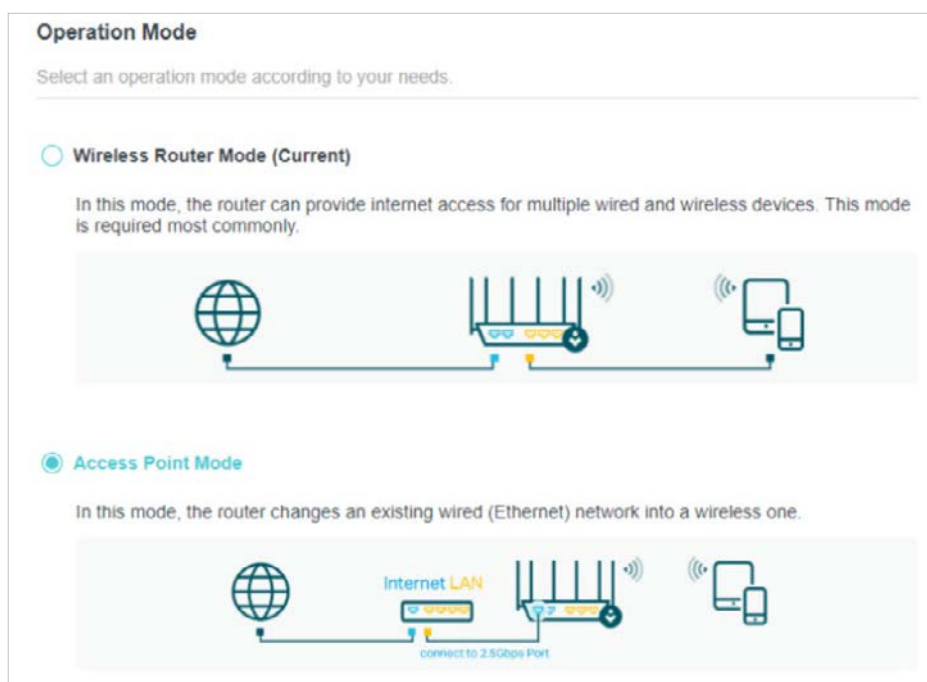 Operation Mode
Select an operation mode according to your needs.
Wireless Router Mode (Current)
In this mode, the router can provide internet access for multiple wired and wireless devices. This mode
is required most commonly.
Access Point Mode
In this mode, the router changes an existing wired (Ethernet) network into a wireless one.
Internet LAN
connect to 2.5Gbps Port